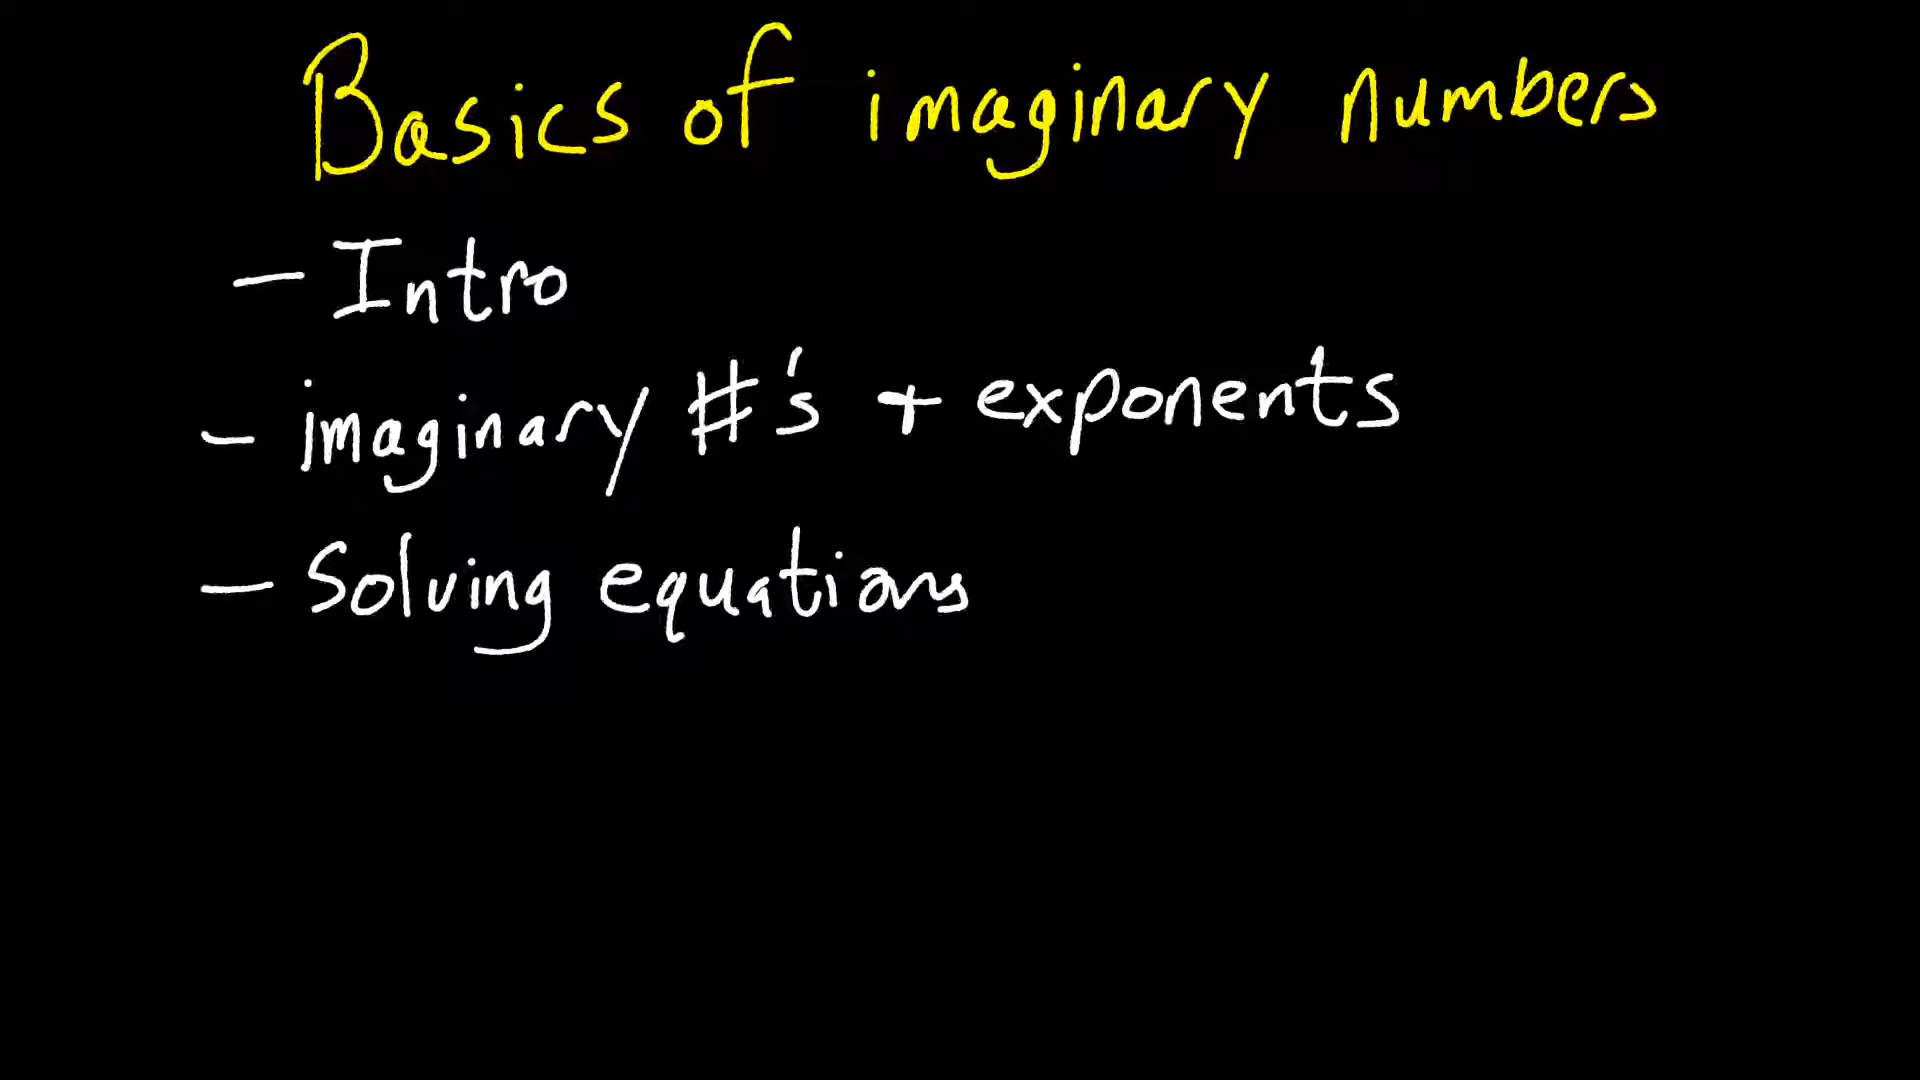 Basics of imaginary numbers
- Intro
- imaginary #'s + exponents
- Solving equations